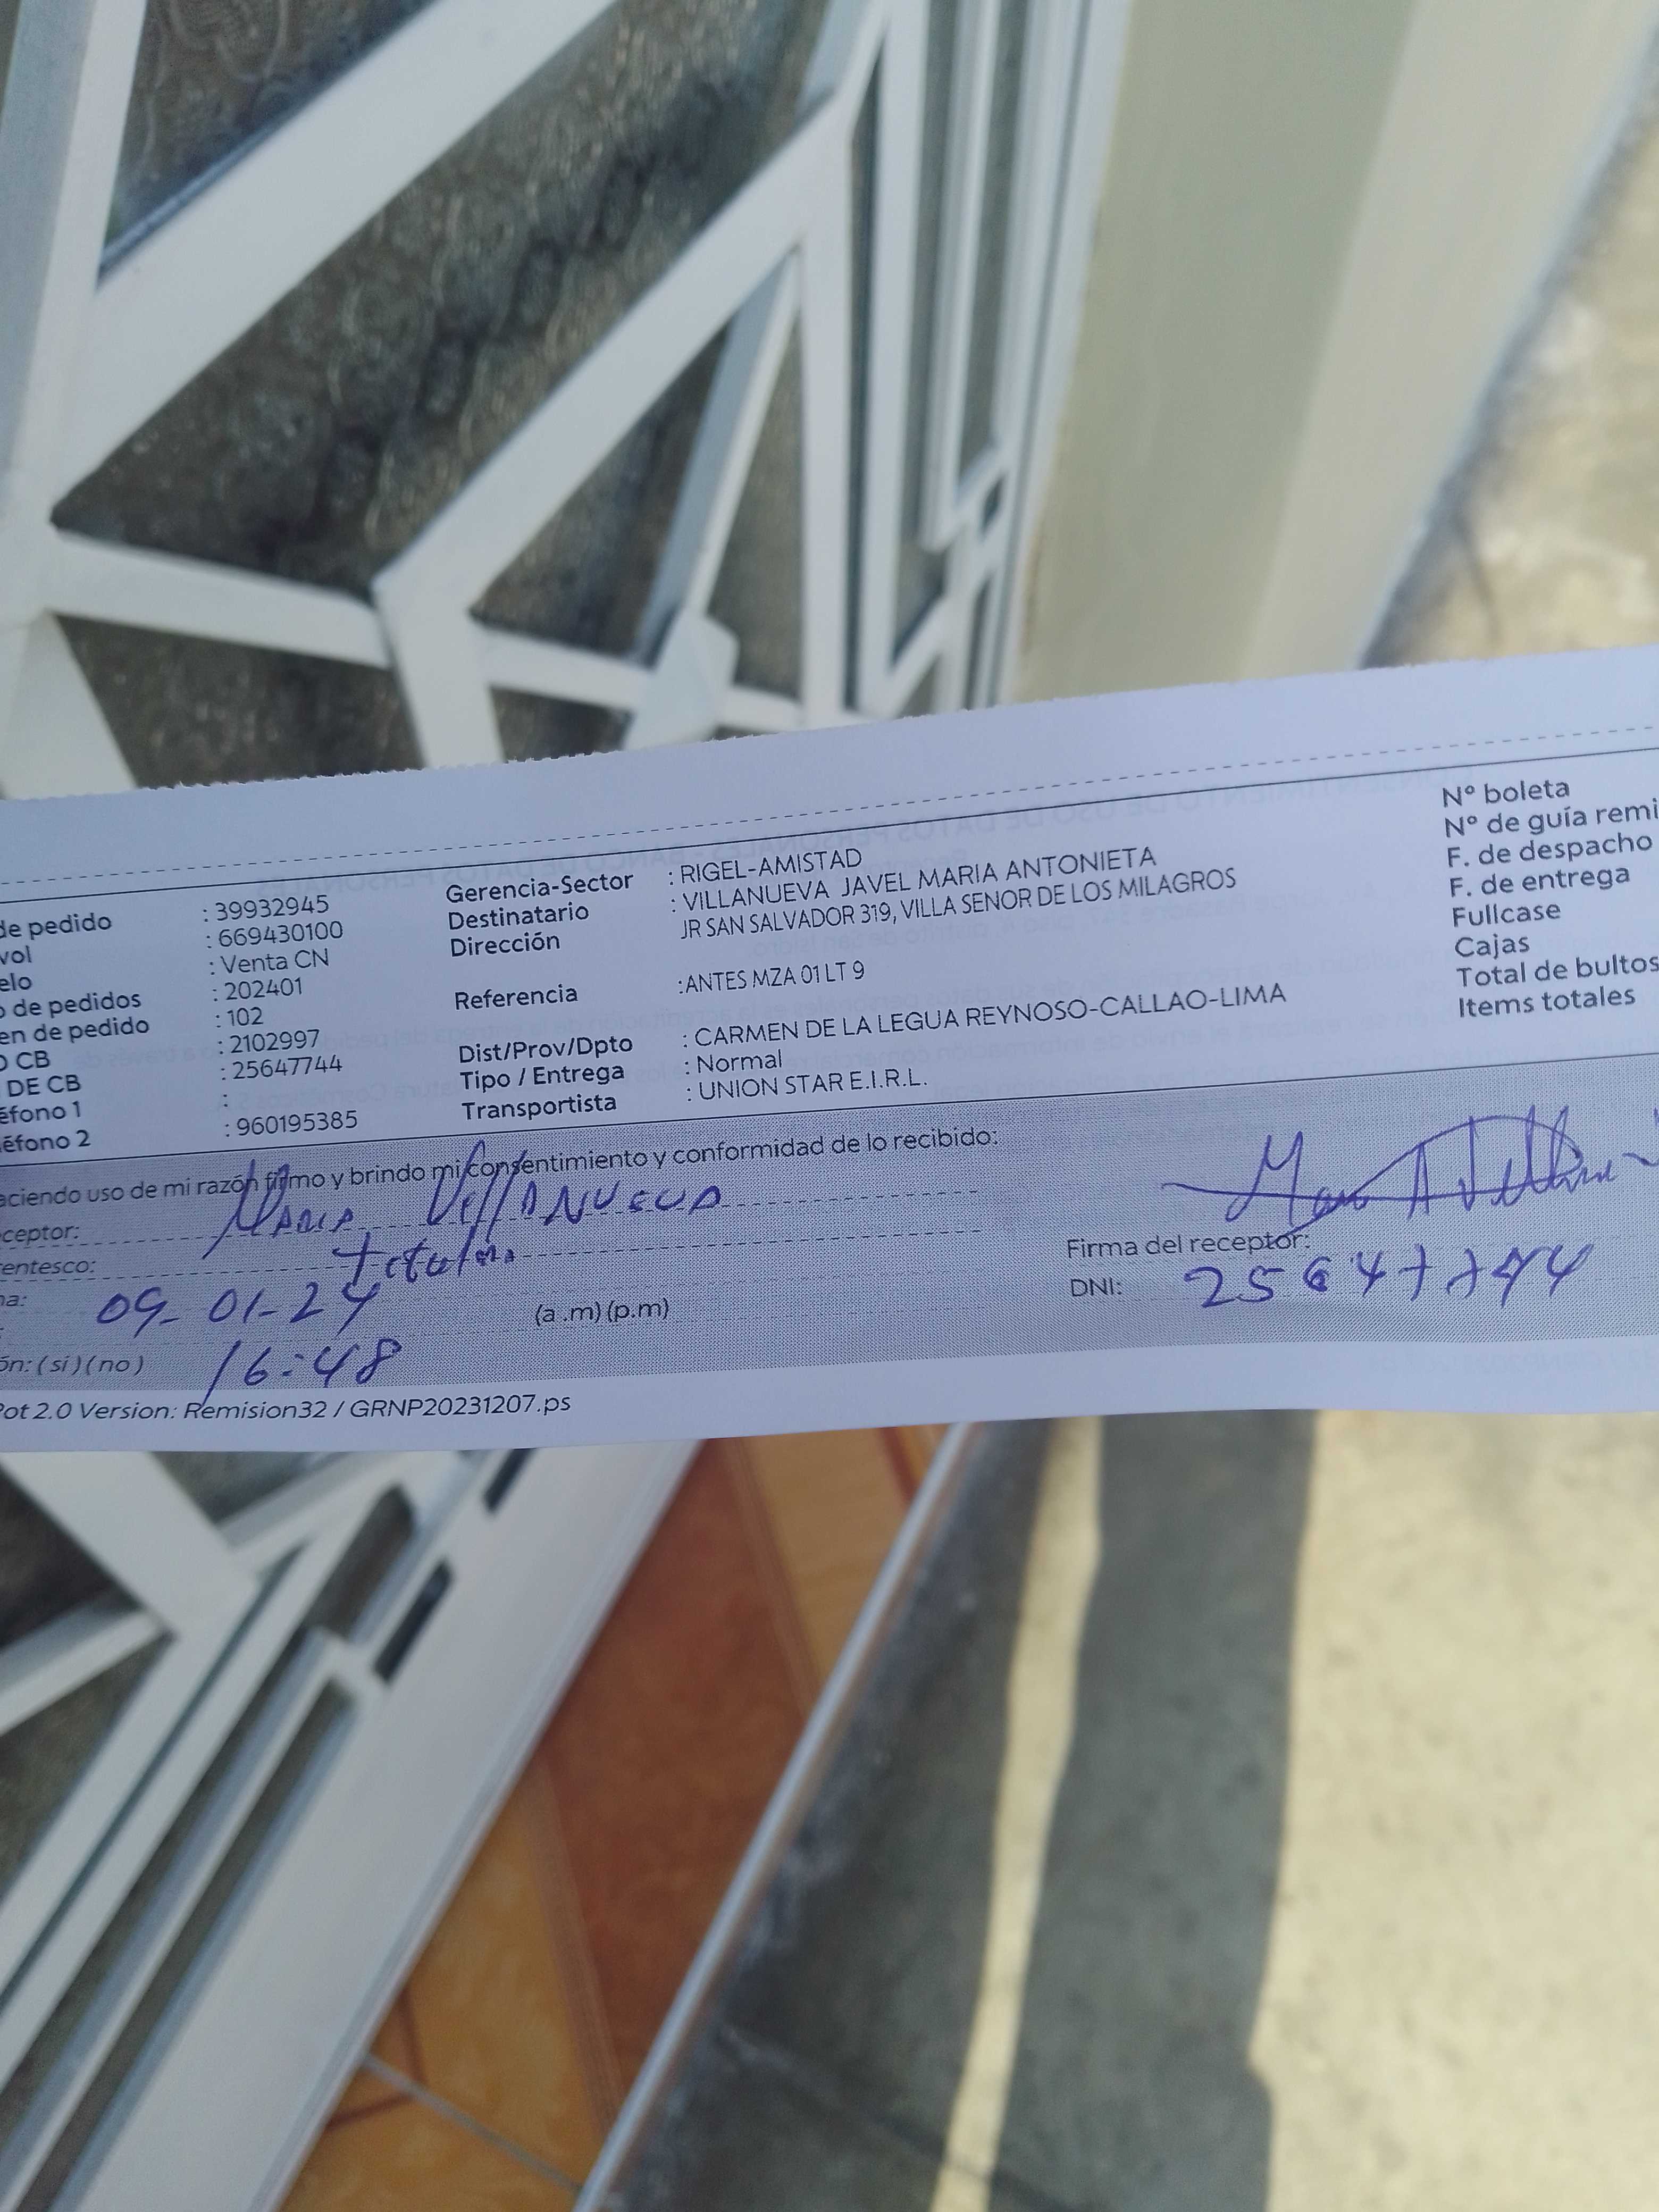 de pedido : 39932945 Gerencia-Sector : RIGEL-AMISTAD Nº boleta
vol : 669430100 Destinatario : VILLANUEVA JAVEL MARIA ANTONIETA Nº de guía remi
elo : Venta CN Dirección JR SAN SALVADOR 319, VILLA SENOR DE LOS MILAGROS F. de despacho
o de pedidos : 202401 F. de entrega
en de pedido : 102 Referencia :ANTES MZA 01 LT 9 Fullcase
O CB : 2102997 Cajas
DE CB : 25647744 Dist/Prov/Dpto : CARMEN DE LA LEGUA REYNOSO-CALLAO-LIMA Total de bultos
éfono 1 : Tipo / Entrega : Normal Items totales
éfono 2 : 960195385 Transportista : UNION STAR E.I.R.L.
aciendo uso de mi razón firmo y brindo mi consentimiento y conformidad de lo recibido:
ceptor: MARIA VILLANUEVA
entesco: titular Firma del receptor:
na: 09-01-24 (a .m) (p.m) DNI: 25647744
ón: ( si ) ( no ) 16:48
Pot 2.0 Version: Remision32 / GRNP20231207.ps